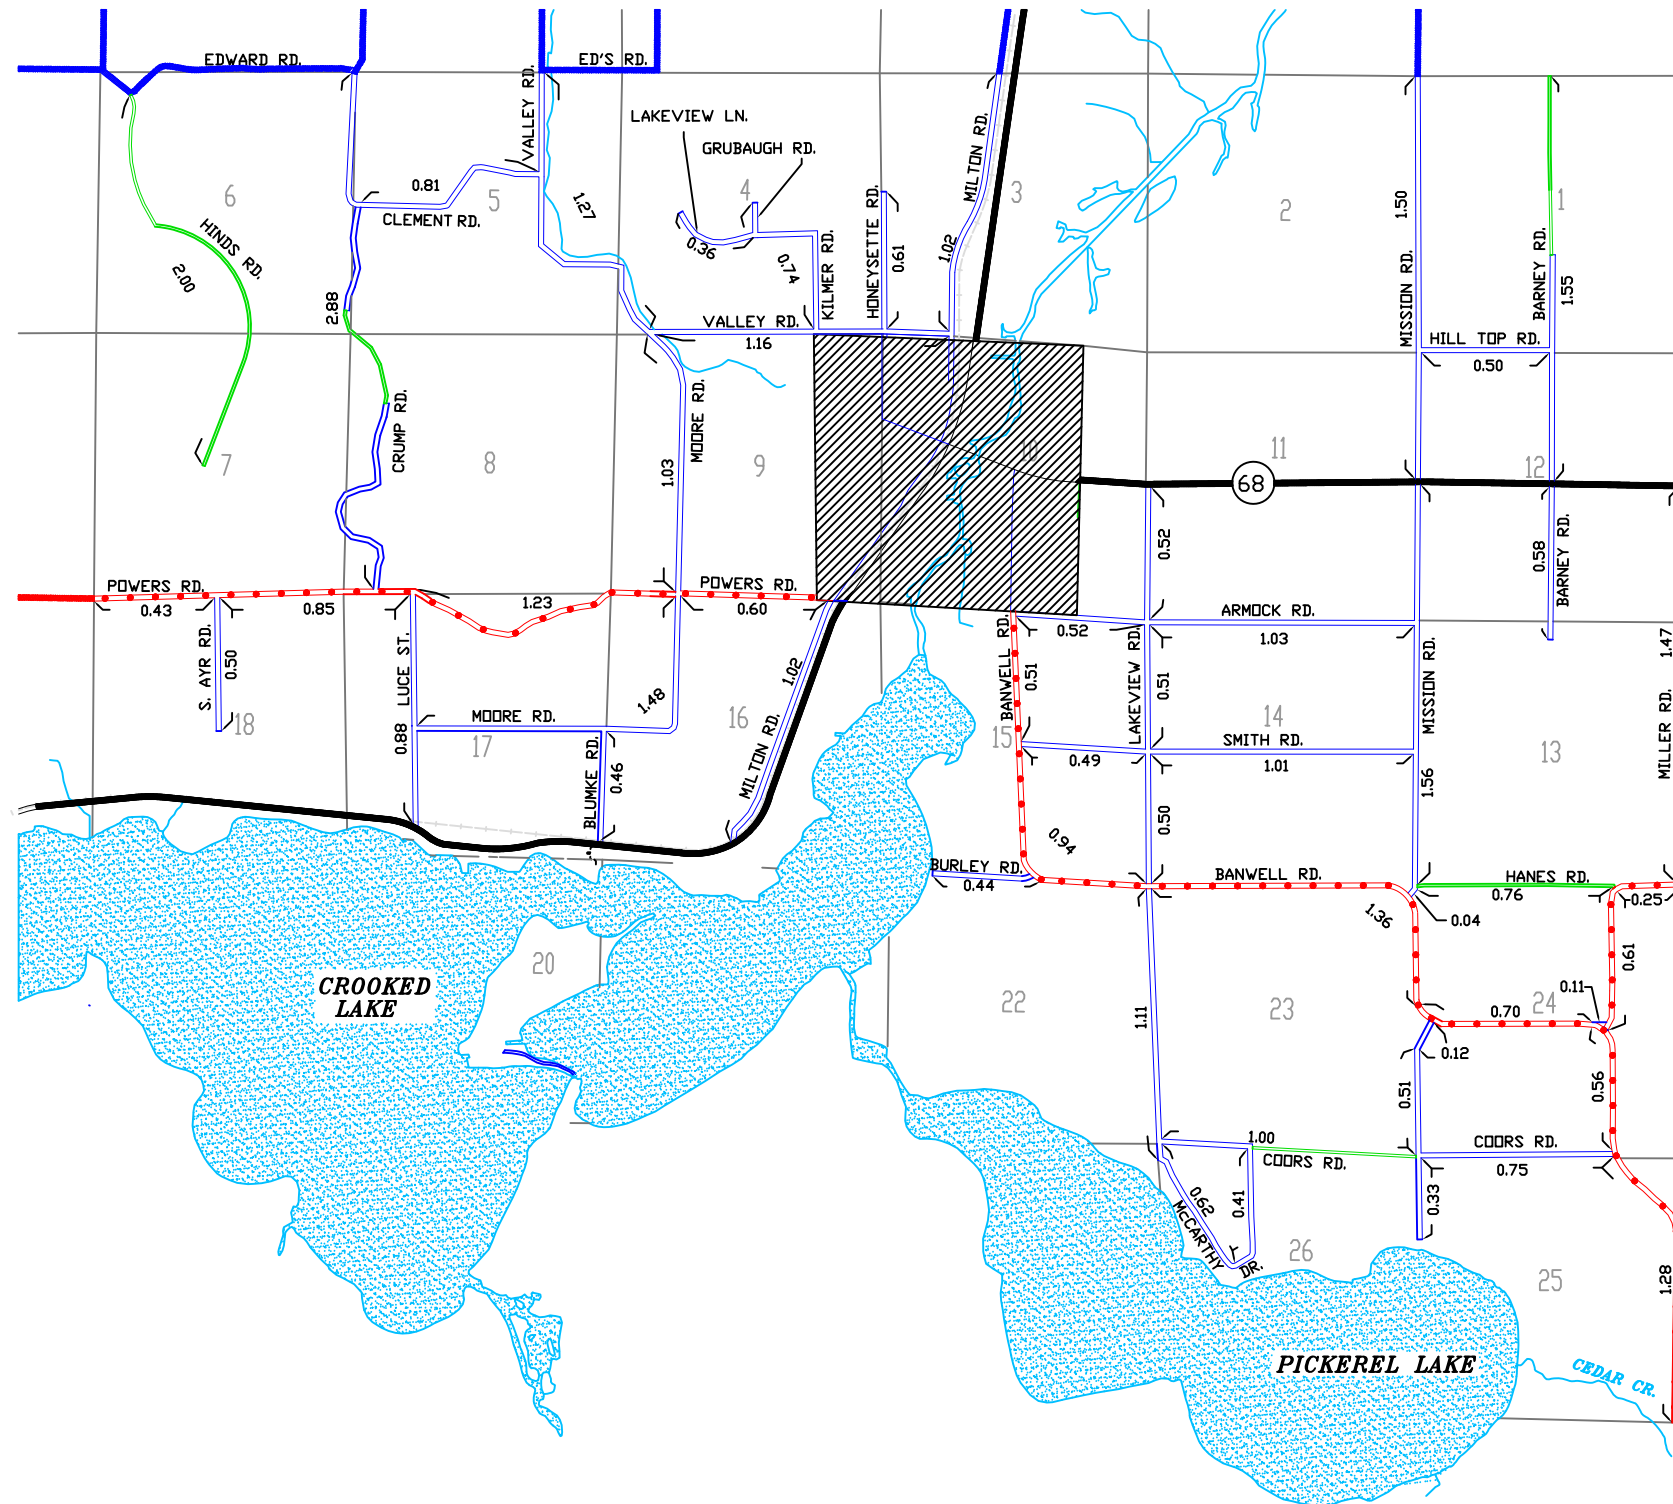 EDWARD RD.
ED'S RD.
VALLEY RD.
LAKEVIEW LN.
GRUBAUGH RD.
MILTON RD.
6
0.81
5
CLEMENT RD.
1.27
4
0.36
0.74
KILMER RD.
HONEYSETTE RD.
0.61
1.02
3
2
1.50
MISSION RD.
1
BARNEY RD.
1.55
HINDS RD.
2.00
2.88
VALLEY RD.
1.16
HILL TOP RD.
0.50
CRUMP RD.
MOORE RD.
1.03
7
8
9
10
11
12
68
0.52
0.58
BARNEY RD.
POWERS RD.
0.43
0.85
1.23
POWERS RD.
0.60
ARMOCK RD.
0.52
1.03
S. AYR RD.
0.50
LUCE ST.
0.88
1.02
BANWELL RD.
0.51
LAKEVIEW RD.
0.51
MISSION RD.
1.47
MILLER RD.
18
MOORE RD.
17
1.48
16
MILTON RD.
15
14
13
SMITH RD.
0.49
1.01
BLUMKE RD.
0.46
0.50
1.56
0.94
BURLEY RD.
0.44
BANWELL RD.
HANES RD.
0.76
0.25
1.36
0.04
0.61
20
CROOKED
LAKE
22
1.11
23
24
0.11
0.70
0.12
0.51
0.56
1.00
COORS RD.
COORS RD.
0.75
0.62
McCARTHY
DR.
0.41
0.33
26
25
1.28
PICKEREL LAKE
CEDAR CR.